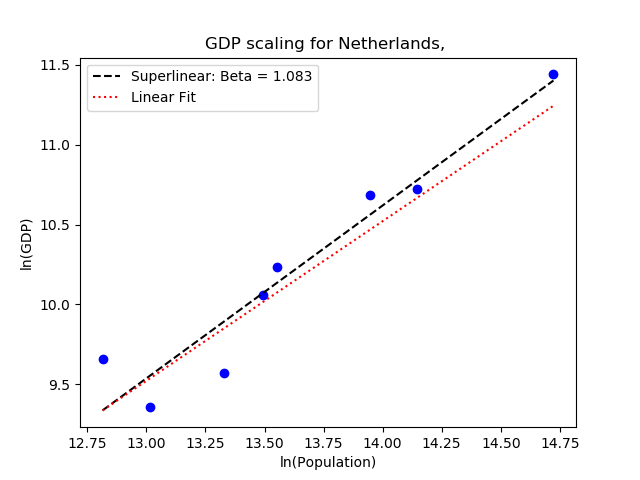 GDP scaling for Netherlands,
Superlinear: Beta = 1.083
Linear Fit
11.5
11.0
10.5
10.0
9.5
ln(GDP)
12.75 13.00 13.25 13.50 13.75 14.00 14.25 14.50 14.75
ln(Population)